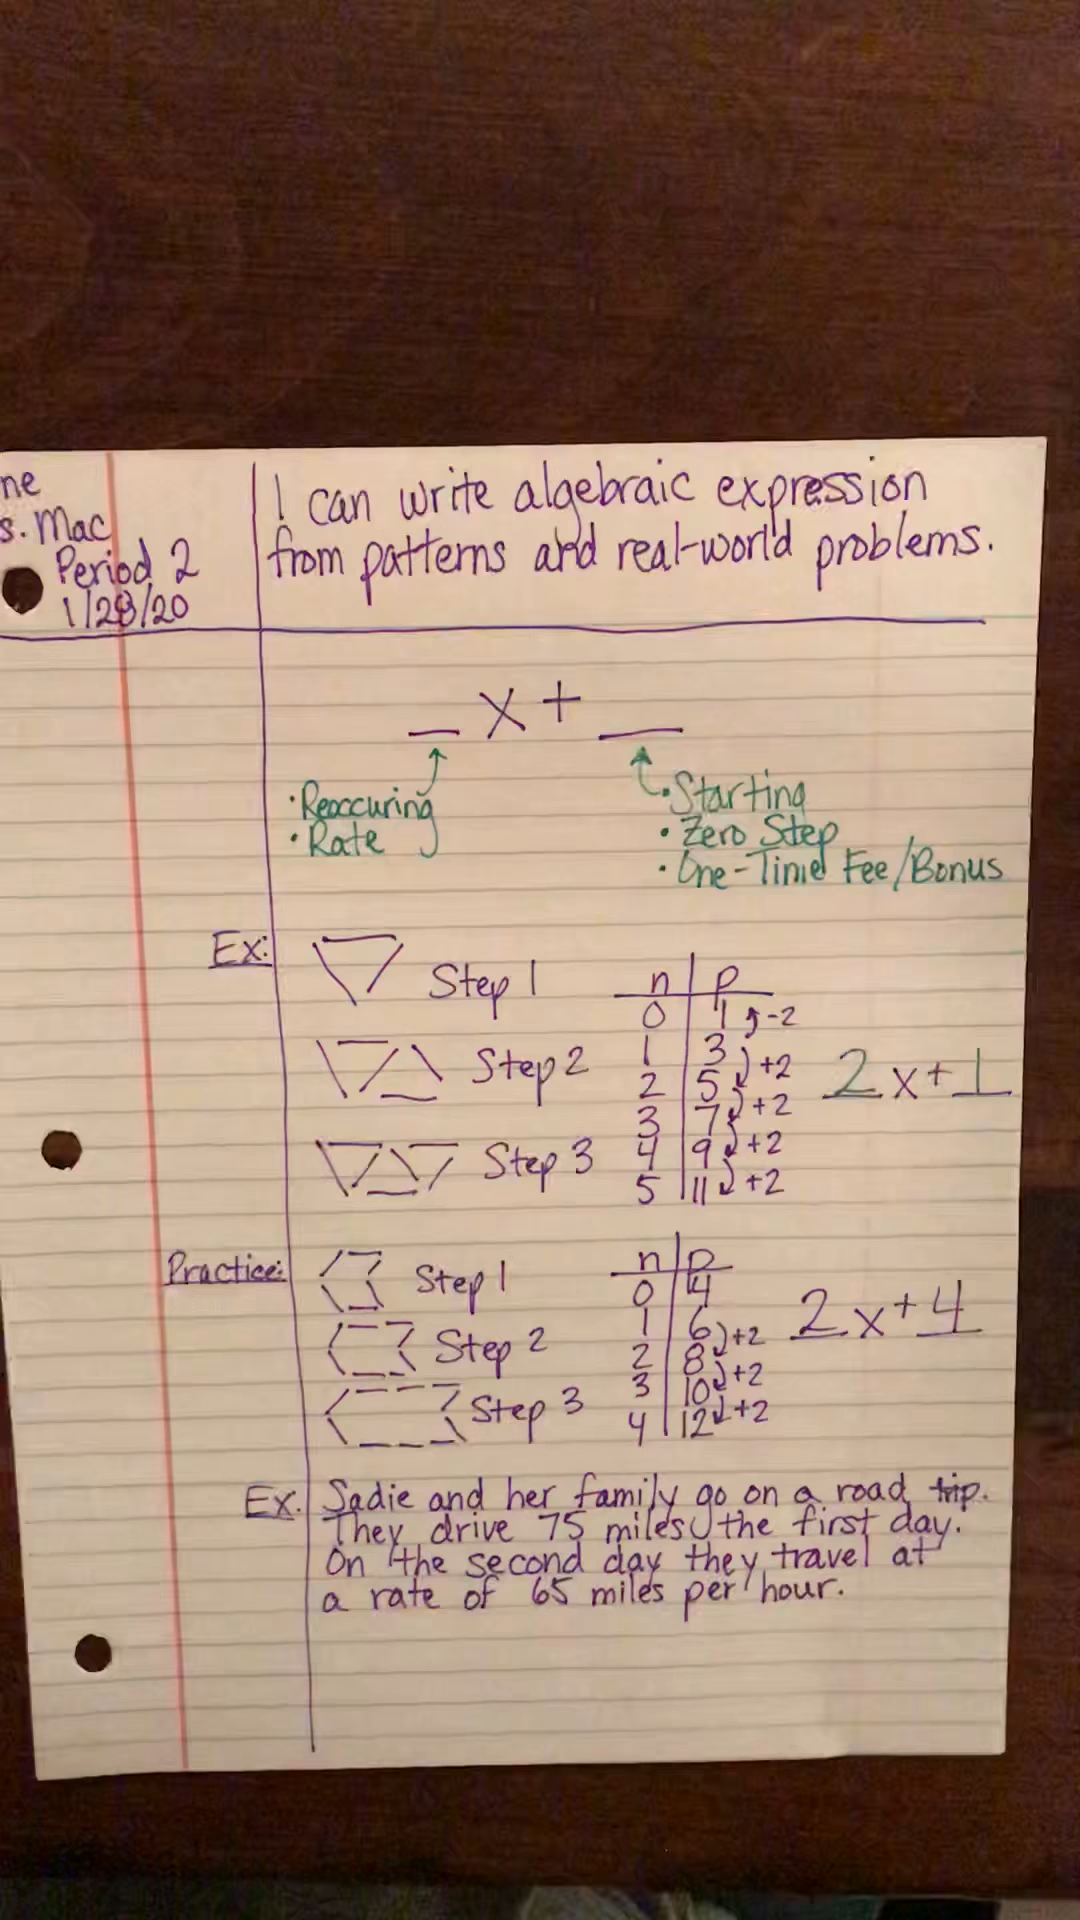 ne
s. Mac
Period 2
1/28/20
I can write algebraic expression
from patterns and real-world problems.
_ x + _
• Reoccuring
• Rate
• Starting
• Zero Step
• One-Time Fee/Bonus
Ex:
Step 1
Step 2
Step 3
n p
0 1 -2
1 3
2 5 +2
3 7 +2
4 9 +2
5 11 +2
2x+1
Practice:
Step 1
Step 2
Step 3
n p
0 4
1 6
2 8 +2
3 10 +2
4 12 +2
2x+4
Ex. Sadie and her family go on a road trip.
They drive 75 miles the first day.
On the second day they travel at
a rate of 65 miles per hour.